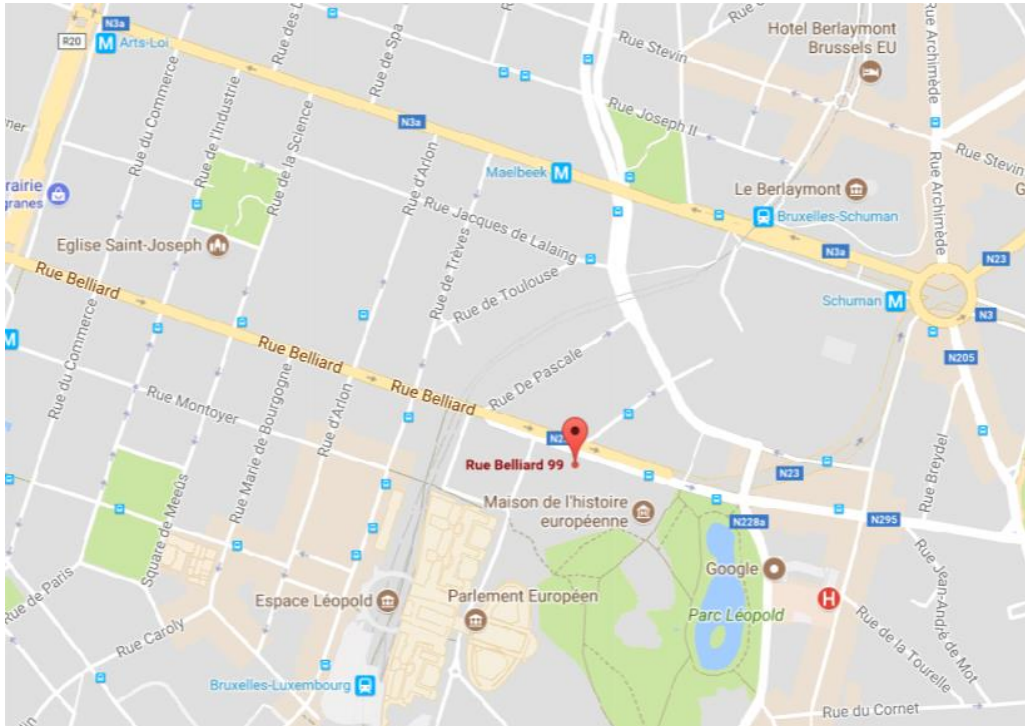 N3a
R20
Arts-Loi
Rue du Commerce
Rue de l'Industrie
Rue de la Science
Rue de Spa
N3a
Rue Stevin
Hotel Berlaymont
Brussels EU
Rue Archimède
Rue Joseph II
Rue Stevin
Rue Archimède
Maelbeek
Le Berlaymont
Bruxelles-Schuman
N3a
N23
Schuman
N3
N205
Rue d'Arlon
Rue Jacques de Lalaing
Rue de Trèves
Rue de Toulouse
Eglise Saint-Joseph
Rue Belliard
Rue Belliard
Rue Belliard
Rue De Pascale
Rue du Commerce
Rue Montoyer
Rue Marie de Bourgogne
Rue d'Arlon
Rue Belliard 99
N23
Rue Breydel
Maison de l'histoire
européenne
N228a
N295
Square de Meeûs
Rue de Paris
Rue Caroly
Espace Léopold
Parlement Européen
Google
Parc Léopold
H
Rue Jean-André de Mot
Rue de la Tourelle
Bruxelles-Luxembourg
Rue du Cornet